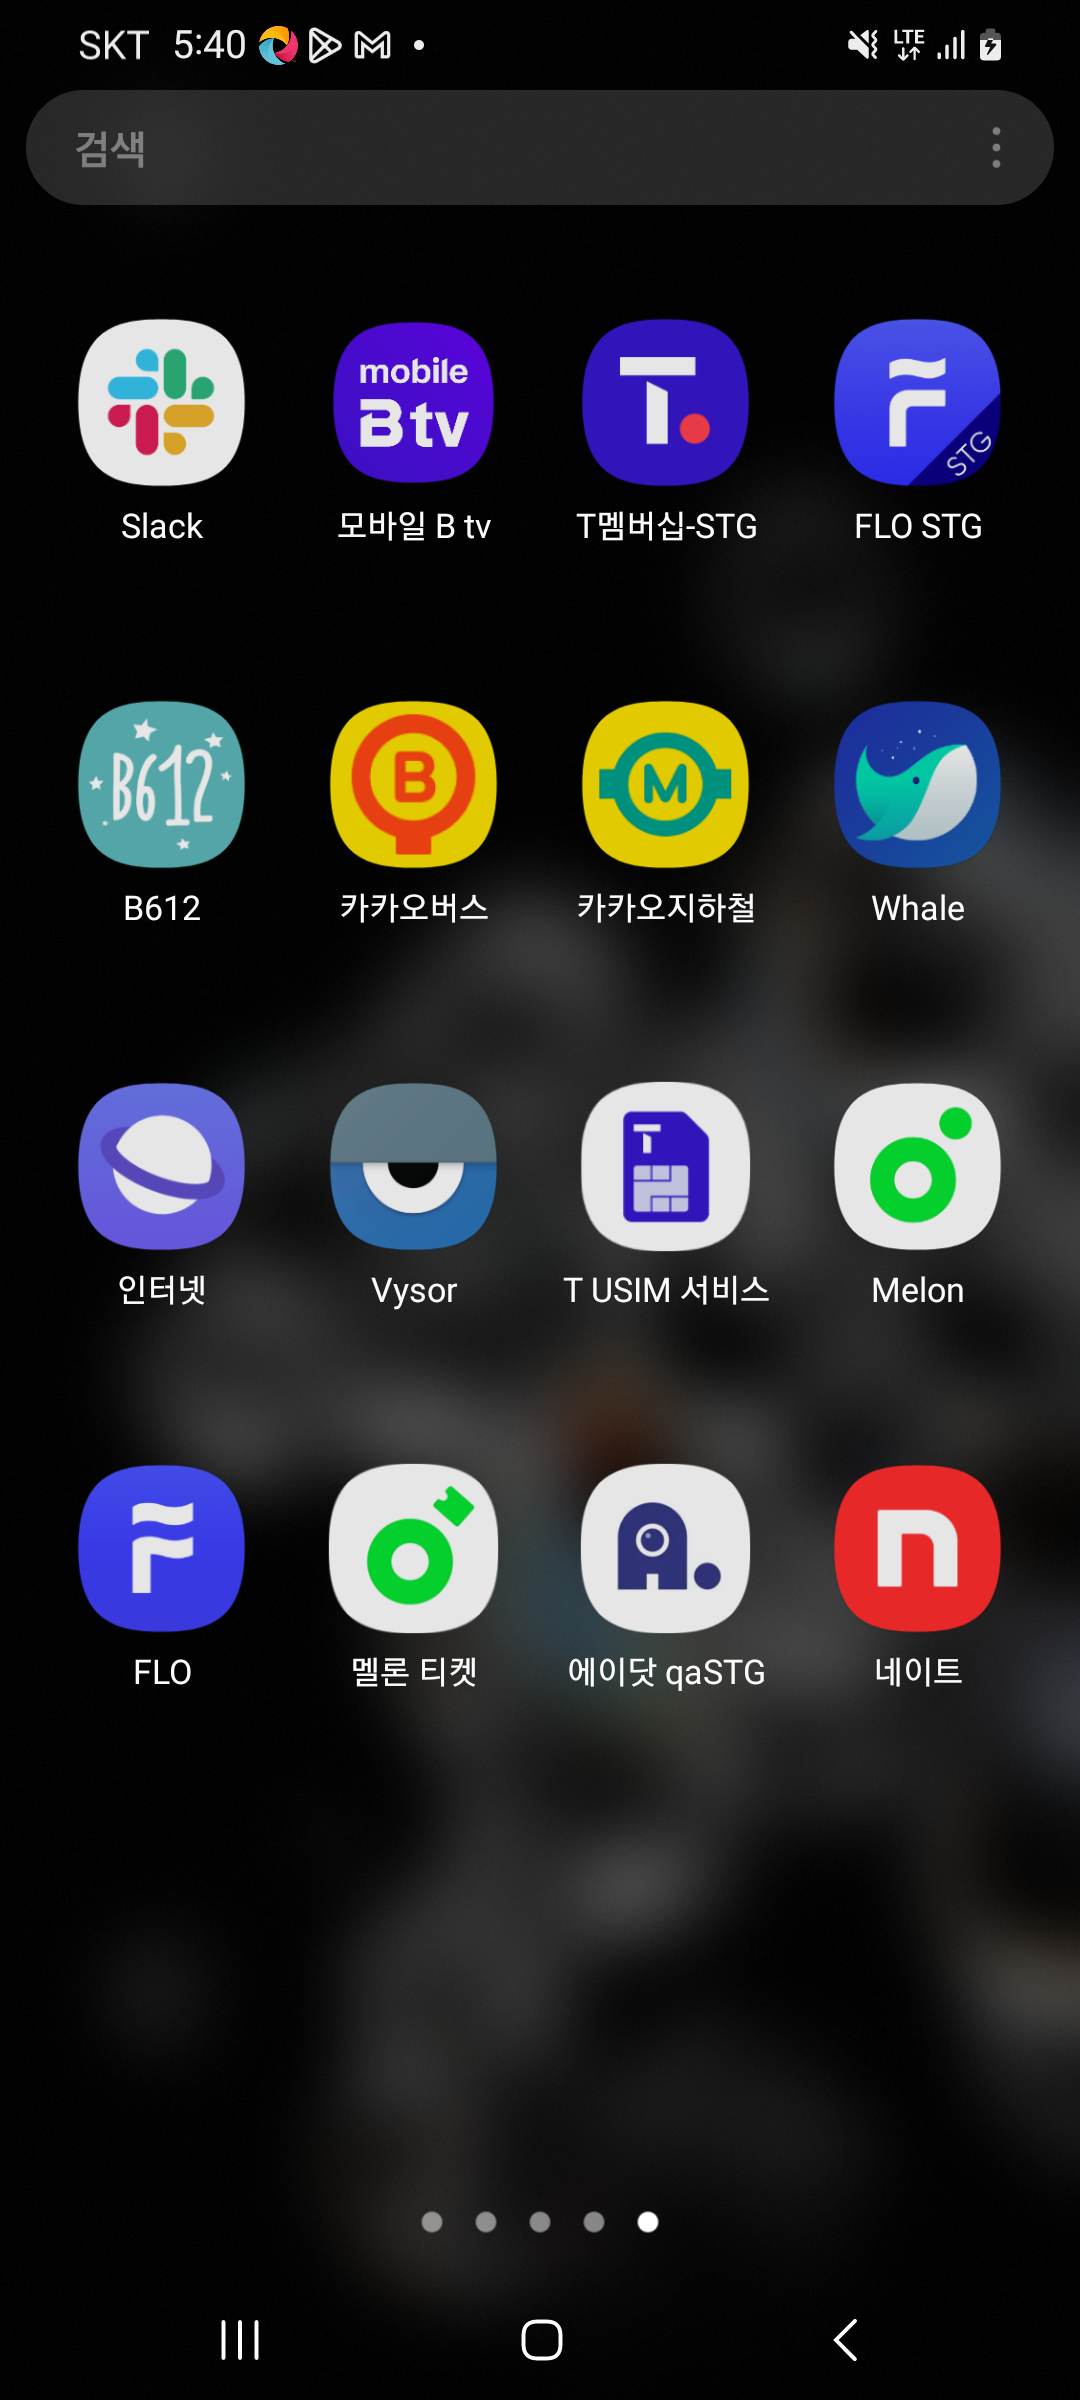 SKT 5:40
LTE
검색
mobile
B tv
T.
STG
Slack
모바일 B tv
T멤버십-STG
FLO STG
B612
B
M
B612
카카오버스
카카오지하철
Whale
T
인터넷
Vysor
T USIM 서비스
Melon
FLO
멜론 티켓
에이닷 qaSTG
네이트